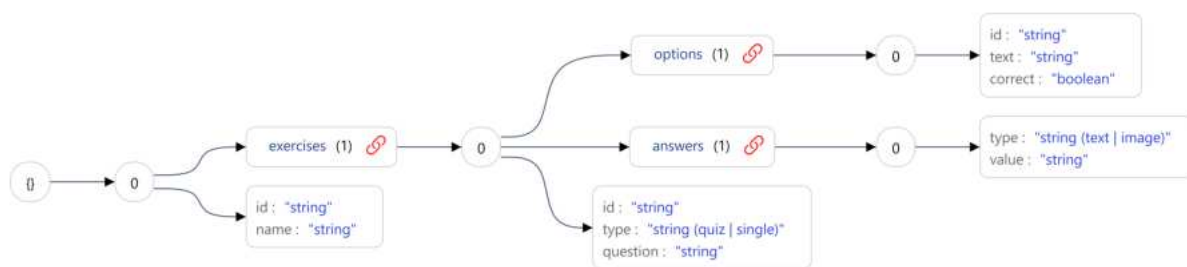 {}
0
exercises (1)
id : "string"
name : "string"
0
options (1)
0
id : "string"
text : "string"
correct : "boolean"
answers (1)
0
type : "string (text | image)"
value : "string"
id : "string"
type : "string (quiz | single)"
question : "string"